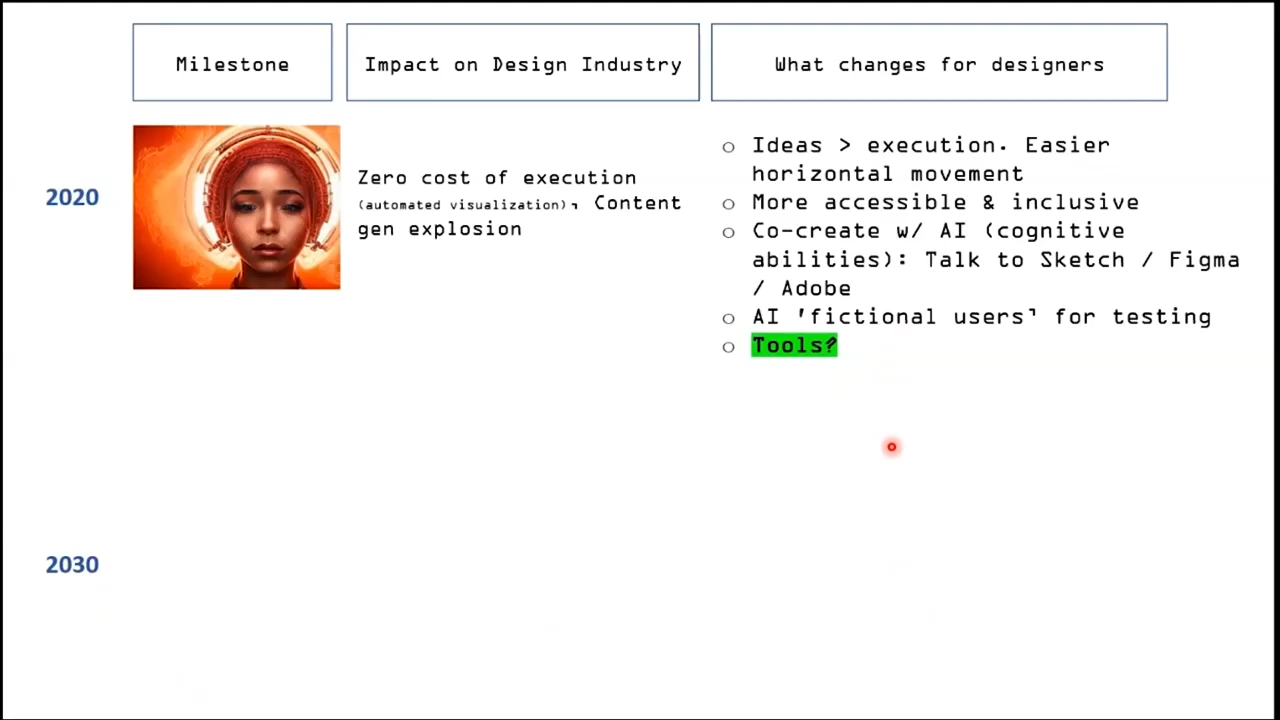 Milestone
Impact on Design Industry
What changes for designers
2020
Zero cost of execution
(automated visualization), Content
gen explosion
○ Ideas > execution. Easier
horizontal movement
○ More accessible & inclusive
○ Co-create w/ AI (cognitive
abilities): Talk to Sketch / Figma
/ Adobe
○ AI 'fictional users' for testing
○ Tools?
2030